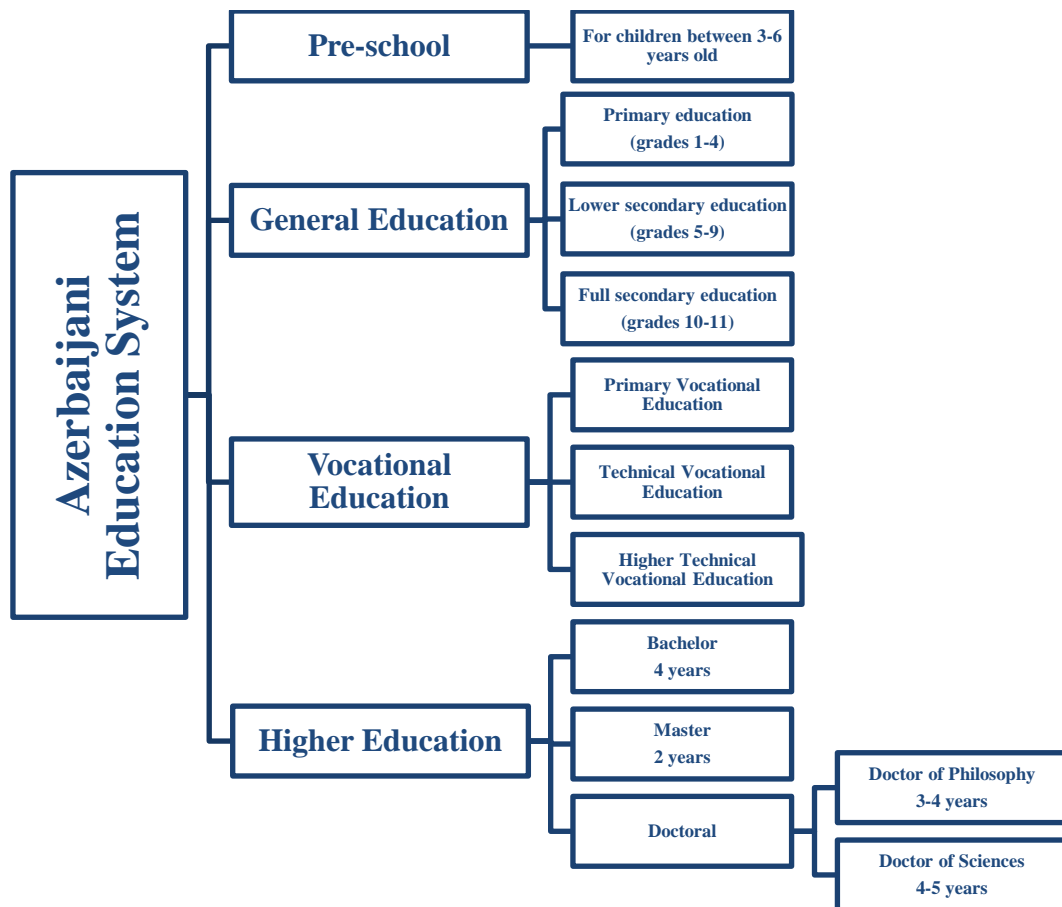 Azerbaijani
Education System
Pre-school
For children between 3-6
years old
General Education
Primary education
(grades 1-4)
Lower secondary education
(grades 5-9)
Full secondary education
(grades 10-11)
Vocational
Education
Primary Vocational
Education
Technical Vocational
Education
Higher Technical
Vocational Education
Higher Education
Bachelor
4 years
Master
2 years
Doctoral
Doctor of Philosophy
3-4 years
Doctor of Sciences
4-5 years